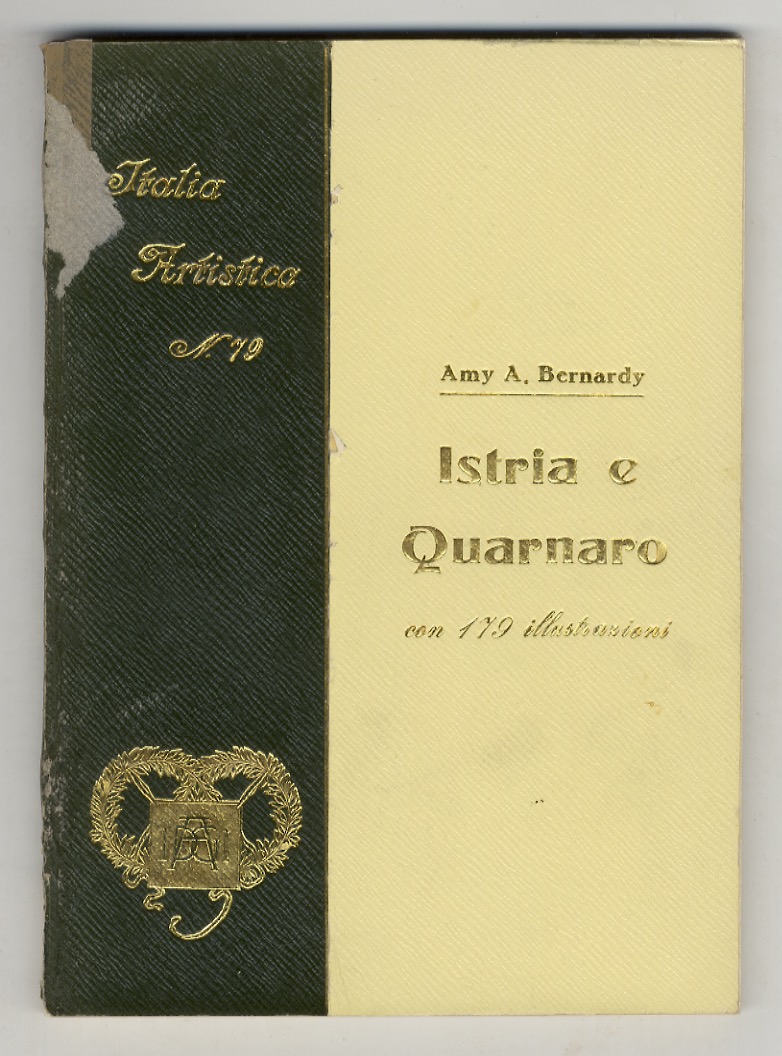 Italia
Artistica
N. 79
Amy A. Bernardy
Istria e
Quarnaro
con 179 illustrazioni